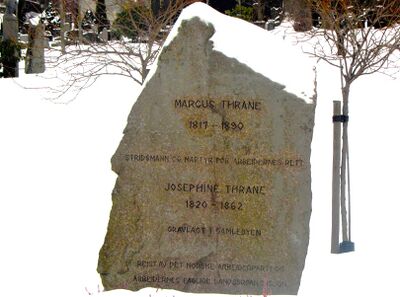 MARCUS THRANE
1817 - 1890
STRIDSMANN OG MARTYR FOR ARBEIDERNES RETT
JOSEPHINE THRANE
1820 - 1862
GRAVLAGT I GAMLEBYEN
REIST AV DET NORSKE ARBEIDERPARTI OG
ARBEIDERNES FAGLIGE LANDSORGANISASJON